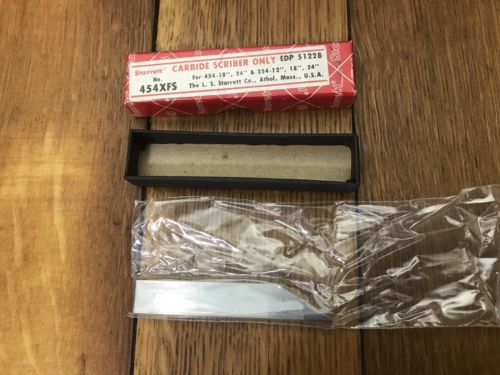 Starrett CARBIDE SCRIBER ONLY EDP 51228
No. For 454-18", 24" & 254-12", 18", 24"
454XFS The L. S. Starrett Co., Athol, Mass., U.S.A.